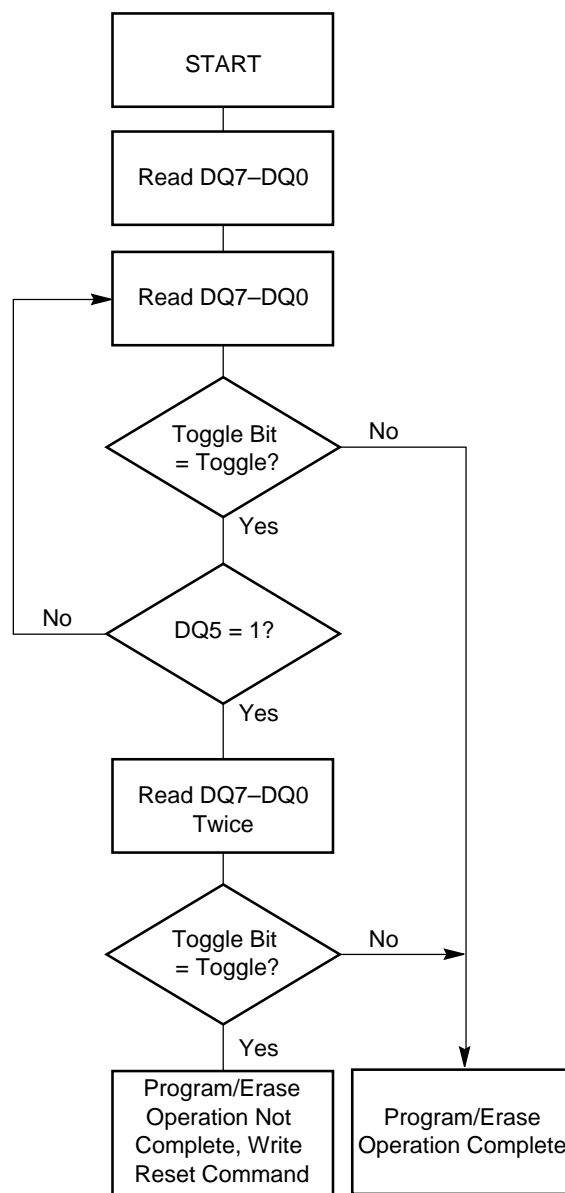 START
Read DQ7–DQ0
Read DQ7–DQ0
Toggle Bit
= Toggle?
No
Yes
No
DQ5 = 1?
Yes
Read DQ7–DQ0
Twice
Toggle Bit
= Toggle?
No
Yes
Program/Erase
Operation Not
Complete, Write
Reset Command
Program/Erase
Operation Complete